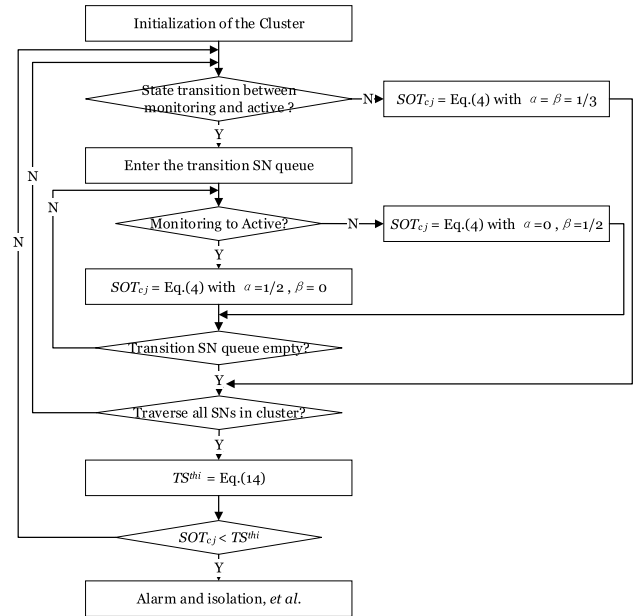 Initialization of the Cluster
State transition between
monitoring and active ?
N
SOTcj = Eq.(4) with α = β = 1/3
Y
Enter the transition SN queue
N
N
Monitoring to Active?
N
SOTcj = Eq.(4) with α=0 , β=1/2
N
Y
SOTcj = Eq.(4) with α=1/2 , β= 0
Transition SN queue empty?
Y
Traverse all SNs in cluster?
Y
TSthi = Eq.(14)
SOTcj < TSthi
Y
Alarm and isolation, et al.